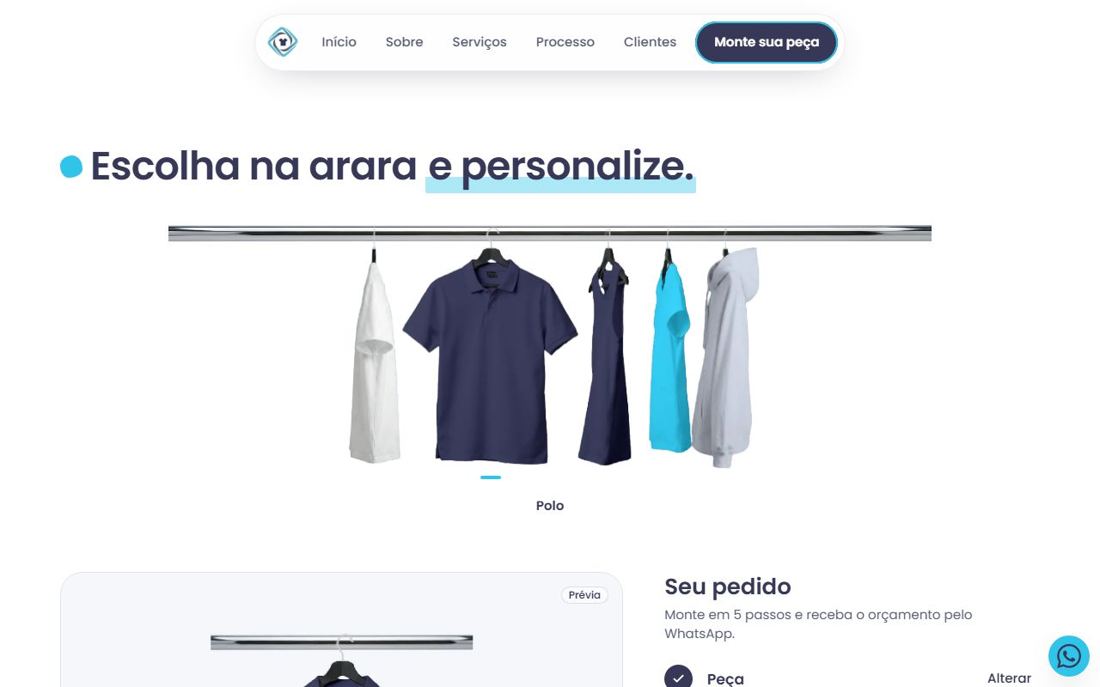 Início Sobre Serviços Processo Clientes Monte sua peça
Escolha na arara e personalize.
Polo
Prévia
Seu pedido
Monte em 5 passos e receba o orçamento pelo
WhatsApp.
Peça Alterar